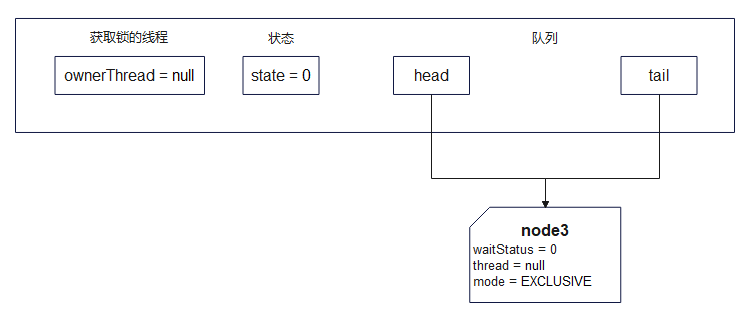 获取锁的线程
状态
队列
ownerThread = null
state = 0
head
tail
node3
waitStatus = 0
thread = null
mode = EXCLUSIVE